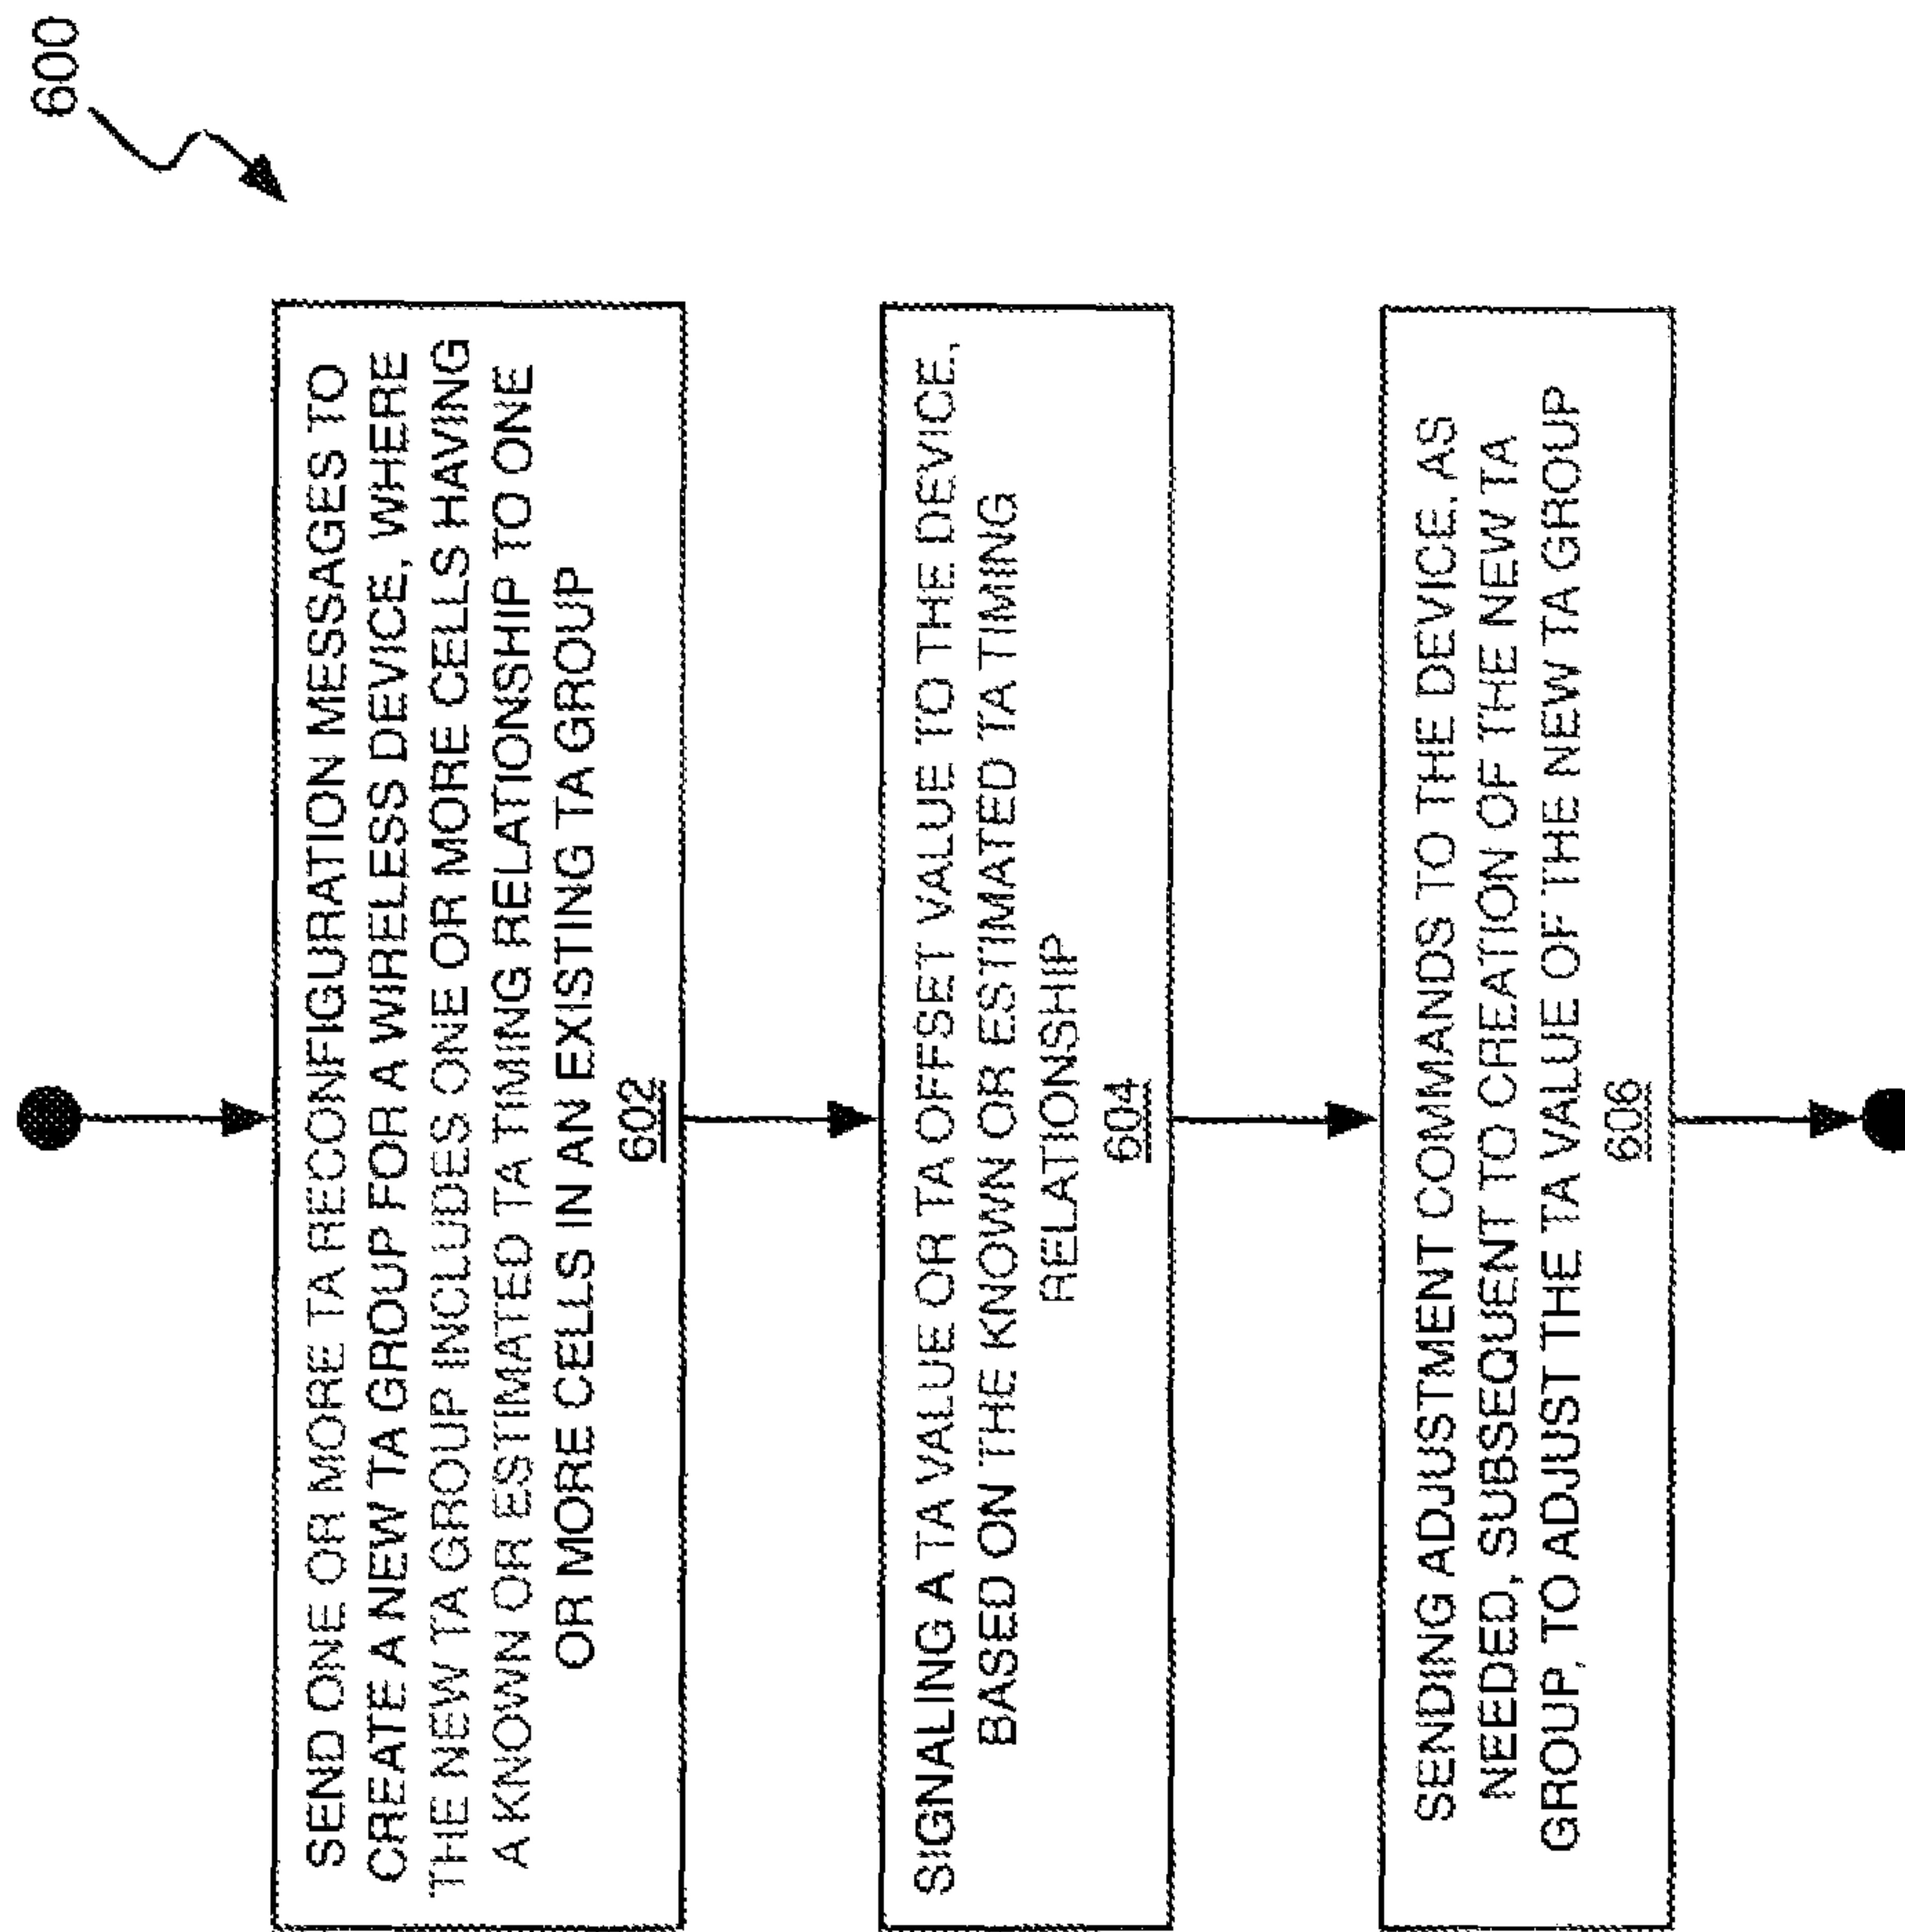 600
SEND ONE OR MORE TA RECONFIGURATION MESSAGES TO
CREATE A NEW TA GROUP FOR A WIRELESS DEVICE, WHERE
THE NEW TA GROUP INCLUDES ONE OR MORE CELLS HAVING
A KNOWN OR ESTIMATED TA TIMING RELATIONSHIP TO ONE
OR MORE CELLS IN AN EXISTING TA GROUP
602
SIGNALING A TA VALUE OR TA OFFSET VALUE TO THE DEVICE,
BASED ON THE KNOWN OR ESTIMATED TA TIMING
RELATIONSHIP
604
SENDING ADJUSTMENT COMMANDS TO THE DEVICE, AS
NEEDED, SUBSEQUENT TO CREATION OF THE NEW TA
GROUP, TO ADJUST THE TA VALUE OF THE NEW TA GROUP
606